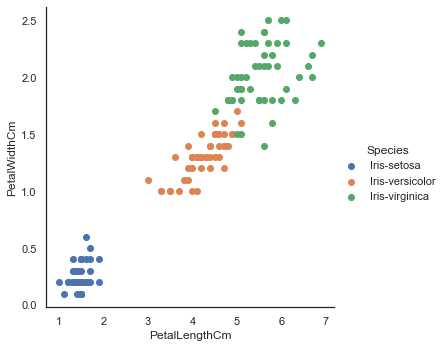 2.5
2.0
1.5
1.0
0.5
0.0
PetalWidthCm
1 2 3 4 5 6 7
PetalLengthCm
Species
Iris-setosa
Iris-versicolor
Iris-virginica